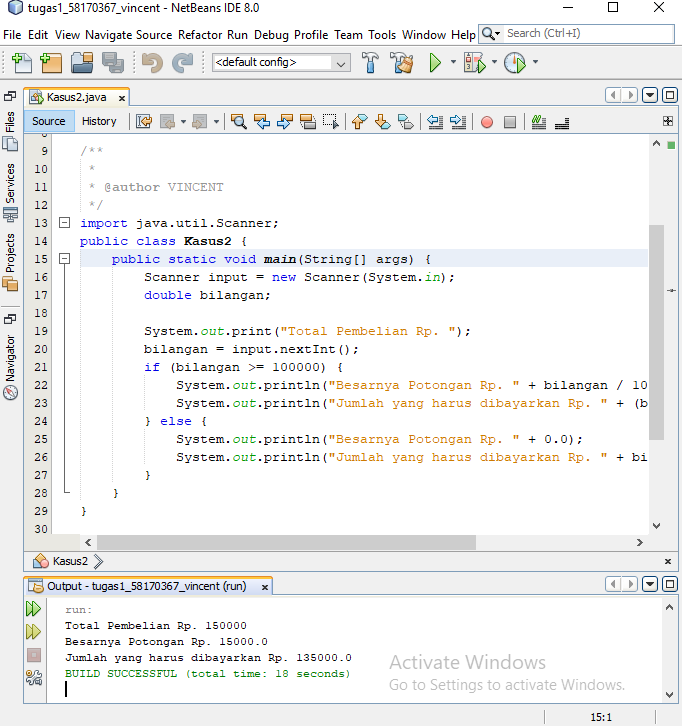 tugas1_58170367_vincent - NetBeans IDE 8.0
File Edit View Navigate Source Refactor Run Debug Profile Team Tools Window Help
Search (Ctrl+I)
<default config>
Files
Services
Projects
Navigator
Kasus2.java
Source History
9 /**
10 *
11 * @author VINCENT
12 */
13 import java.util.Scanner;
14 public class Kasus2 {
15 public static void main(String[] args) {
16 Scanner input = new Scanner(System.in);
17 double bilangan;
18
19 System.out.print("Total Pembelian Rp. ");
20 bilangan = input.nextInt();
21 if (bilangan >= 100000) {
22 System.out.println("Besarnya Potongan Rp. " + bilangan / 10
23 System.out.println("Jumlah yang harus dibayarkan Rp. " + (b
24 } else {
25 System.out.println("Besarnya Potongan Rp. " + 0.0);
26 System.out.println("Jumlah yang harus dibayarkan Rp. " + bi
27 }
28 }
29 }
30
Kasus2
Output - tugas1_58170367_vincent (run)
run:
Total Pembelian Rp. 150000
Besarnya Potongan Rp. 15000.0
Jumlah yang harus dibayarkan Rp. 135000.0
BUILD SUCCESSFUL (total time: 18 seconds)
Activate Windows
Go to Settings to activate Windows.
15:1